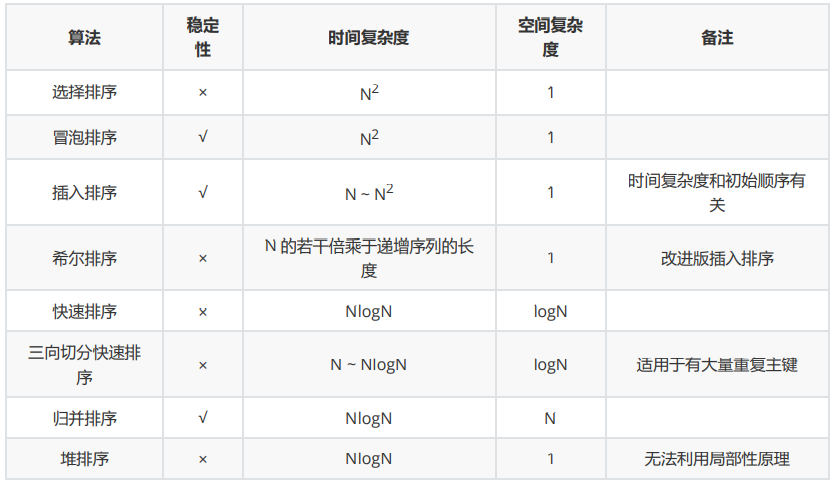 算法 稳定性 时间复杂度 空间复杂度 备注
选择排序 × N² 1
冒泡排序 √ N² 1
插入排序 √ N ~ N² 1 时间复杂度和初始顺序有关
希尔排序 × N 的若干倍乘于递增序列的长度 1 改进版插入排序
快速排序 × NlogN logN
三向切分快速排序 × N ~ NlogN logN 适用于有大量重复主键
归并排序 √ NlogN N
堆排序 × NlogN 1 无法利用局部性原理